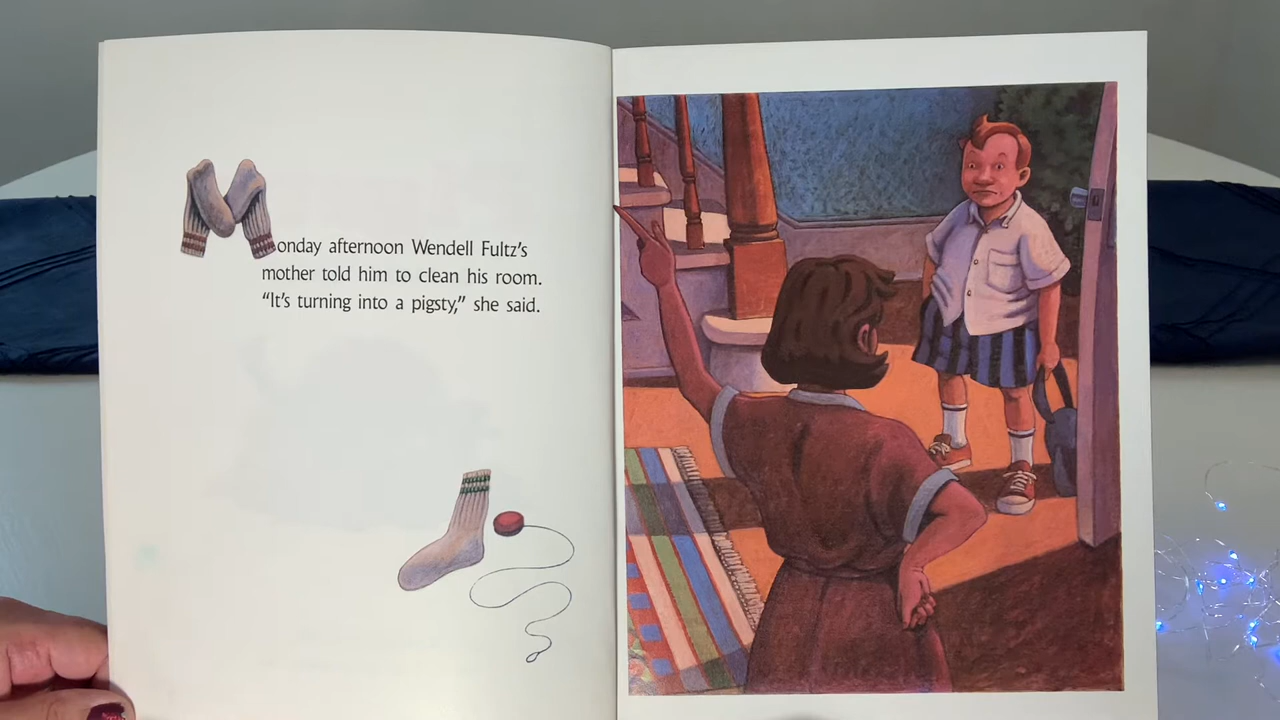 Monday afternoon Wendell Fultz's
mother told him to clean his room.
“It's turning into a pigsty,” she said.